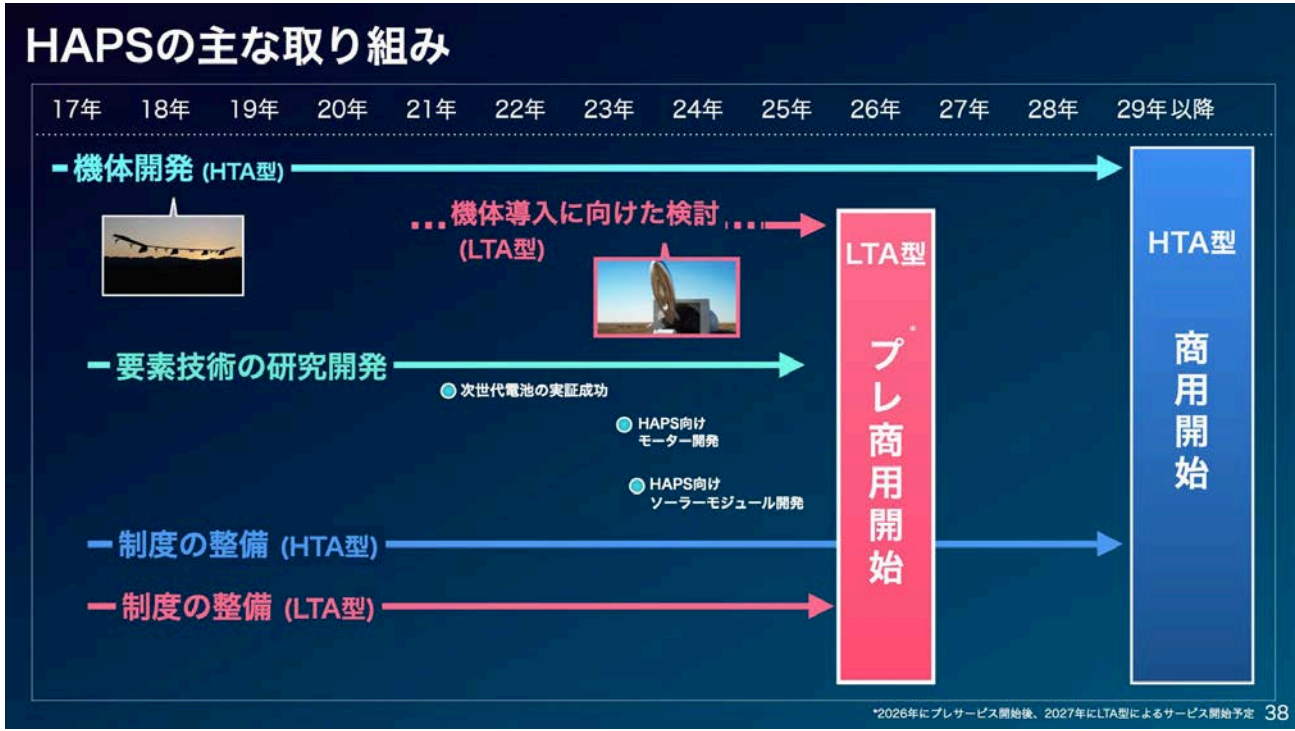 HAPSの主な取り組み
17年 18年 19年 20年 21年 22年 23年 24年 25年 26年 27年 28年 29年以降
機体開発 (HTA型)
… 機体導入に向けた検討 …
(LTA型)
要素技術の研究開発
次世代電池の実証成功
HAPS向け
モーター開発
HAPS向け
ソーラーモジュール開発
制度の整備 (HTA型)
制度の整備 (LTA型)
LTA型
プレ商用開始*
HTA型
商用開始
*2026年にプレサービス開始後、2027年にLTA型によるサービス開始予定 38